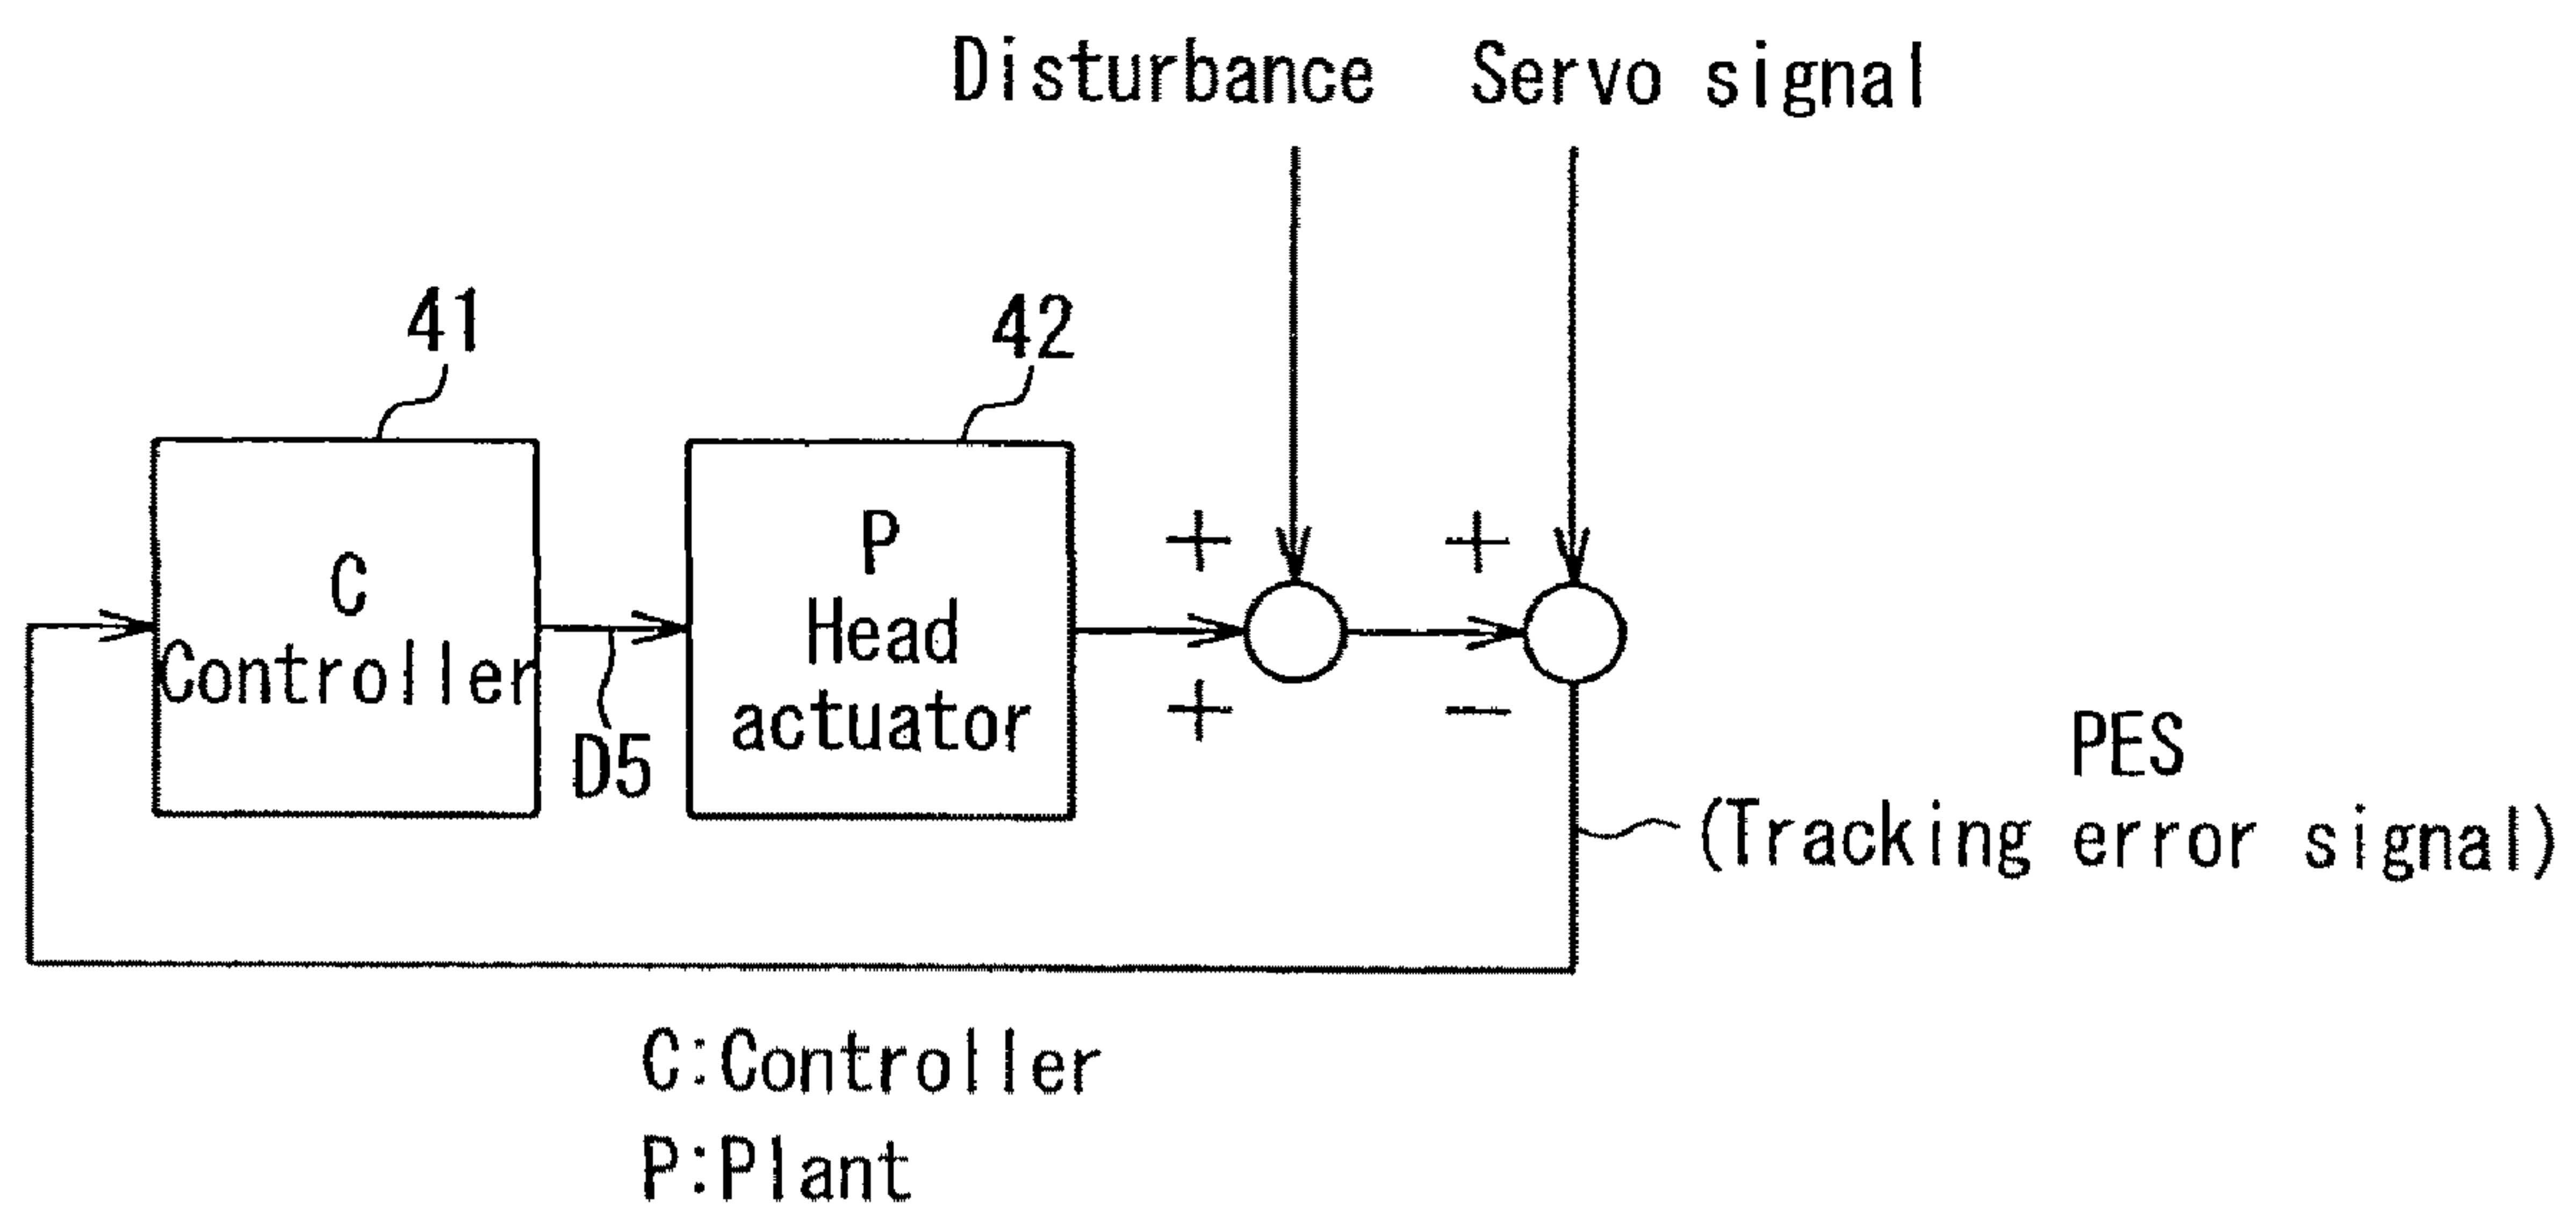 Disturbance
Servo signal
41
42
C
Controller
D5
P
Head
actuator
+
+
+
−
PES
(Tracking error signal)
C:Controller
P:Plant